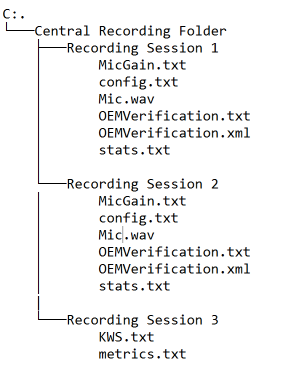 C:.
Central Recording Folder
Recording Session 1
MicGain.txt
config.txt
Mic.wav
OEMVerification.txt
OEMVerification.xml
stats.txt
Recording Session 2
MicGain.txt
config.txt
Mic.wav
OEMVerification.txt
OEMVerification.xml
stats.txt
Recording Session 3
KWS.txt
metrics.txt